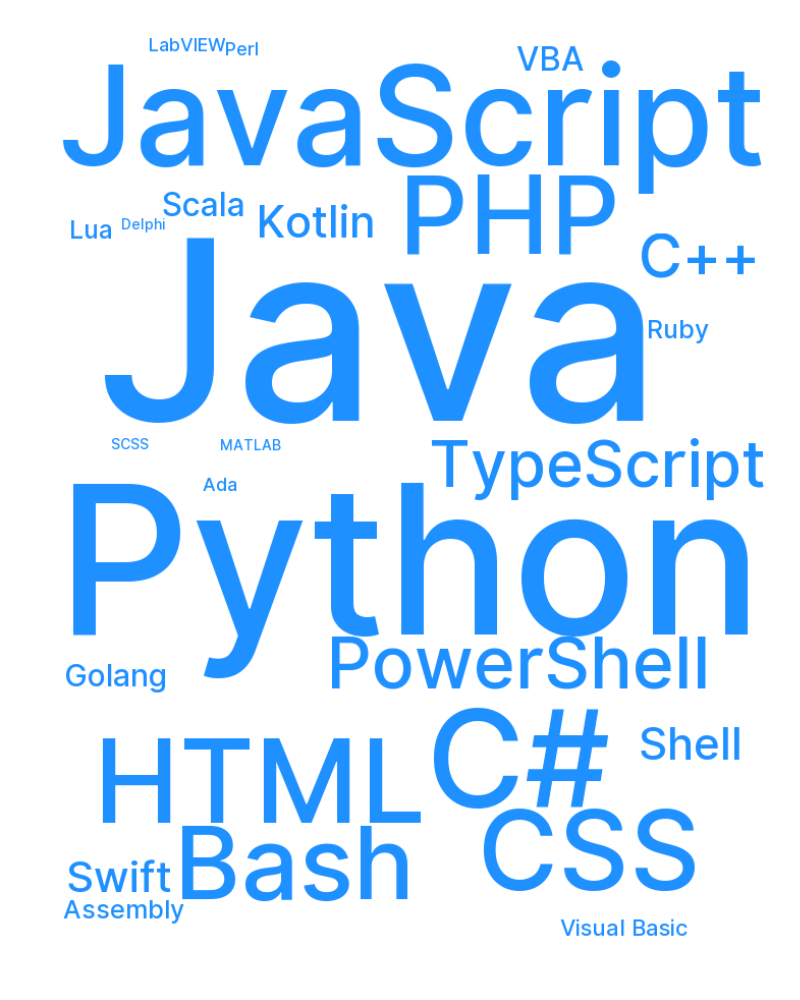 LabVIEW Perl
VBA
JavaScript
Scala
PHP
Kotlin
Lua Delphi
C++
Java
Ruby
SCSS MATLAB
TypeScript
Ada
Python
PowerShell
Golang
C#
Shell
HTML
CSS
Bash
Swift
Assembly
Visual Basic